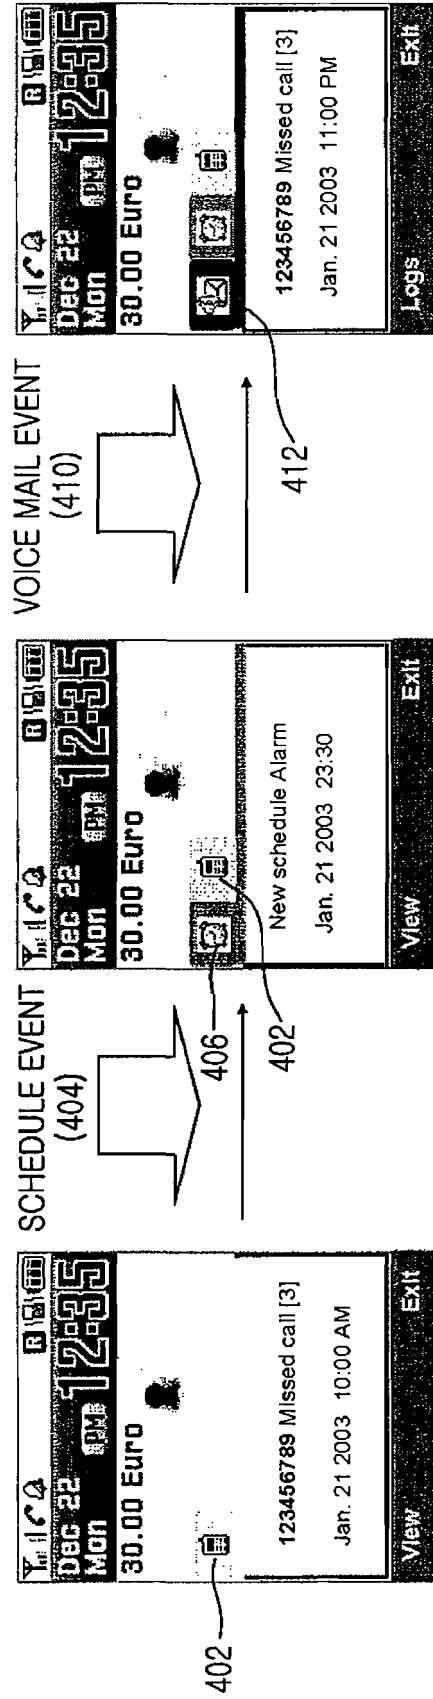 Dec 22
Mon
PM 12:35
30.00 Euro
123456789 Missed call [3]
Jan. 21 2003 10:00 AM
View Exit
402
SCHEDULE EVENT
(404)
Dec 22
Mon
PM 12:35
30.00 Euro
New schedule Alarm
Jan. 21 2003 23:30
View Exit
406
402
VOICE MAIL EVENT
(410)
R
Dec 22
Mon
PM 12:35
30.00 Euro
123456789 Missed call [3]
Jan. 21 2003 11:00 PM
Logs Exit
412